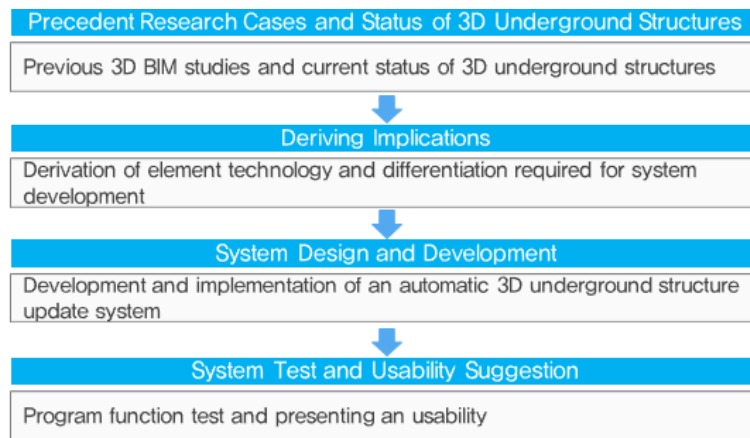 Precedent Research Cases and Status of 3D Underground Structures
Previous 3D BIM studies and current status of 3D underground structures
Deriving Implications
Derivation of element technology and differentiation required for system
development
System Design and Development
Development and implementation of an automatic 3D underground structure
update system
System Test and Usability Suggestion
Program function test and presenting an usability